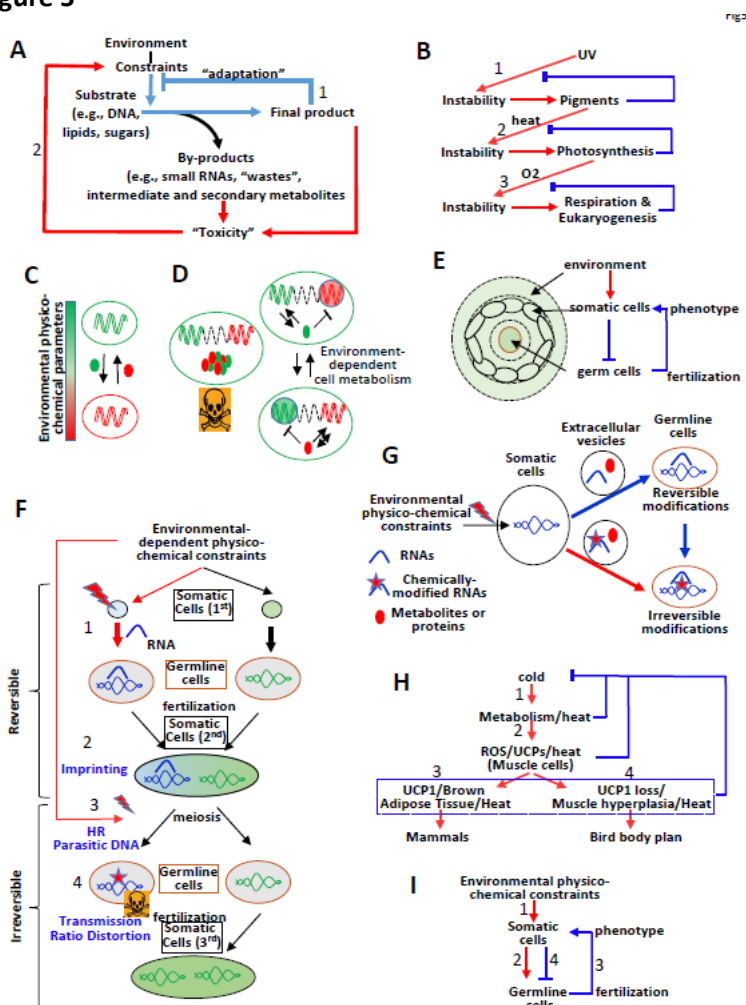 Fig5
A
Environment
Constraints
"adaptation"
1
Substrate
(e.g., DNA,
lipids, sugars)
Final product
2
By-products
(e.g., small RNAs, "wastes",
intermediate and secondary metabolites
"Toxicity"
B
UV
1
Instability
Pigments
2
heat
Instability
Photosynthesis
3
O2
Instability
Respiration &
Eukaryogenesis
C
Environmental physico-
chemical parameters
D
Environment-
dependent
cell metabolism
E
environment
somatic cells
phenotype
germ cells
fertilization
F
Environmental-
dependent physico-
chemical constraints
Reversible
Somatic
Cells (1st)
1
RNA
Germline
cells
fertilization
Somatic
Cells (2nd)
2
Imprinting
Irreversible
3
meiosis
HR
Parasitic DNA
4
Germline
cells
Transmission
Ratio Distortion
fertilization
Somatic
Cells (3rd)
G
Extracellular
vesicles
Germline
cells
Somatic
cells
Environmental
physico-chemical
constraints
Reversible
modifications
RNAs
Chemically-
modified RNAs
Metabolites or
proteins
Irreversible
modifications
H
cold
1
Metabolism/heat
2
ROS/UCPs/heat
(Muscle cells)
3
4
UCP1/Brown
Adipose Tissue/Heat
UCP1 loss/
Muscle hyperplasia/Heat
Mammals
Bird body plan
I
Environmental physico-
chemical constraints
1
Somatic
cells
phenotype
2
4
3
Germline
cells
fertilization